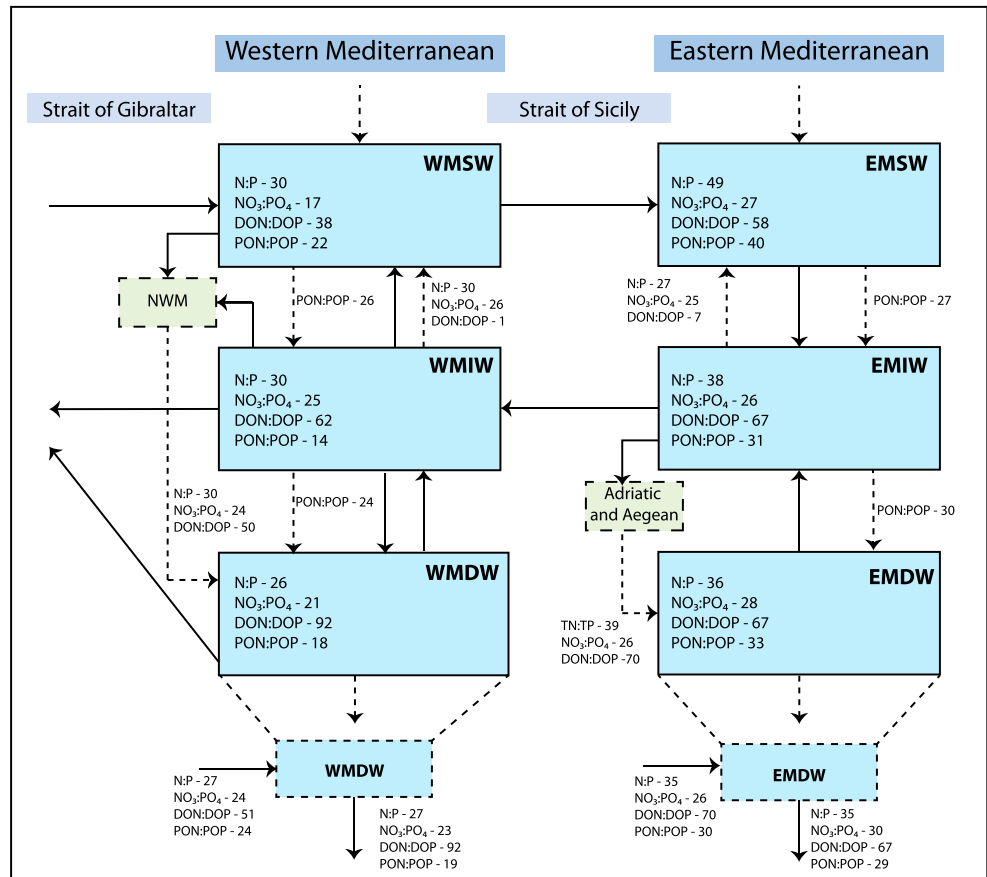 Western Mediterranean
Eastern Mediterranean
Strait of Gibraltar
Strait of Sicily
WMSW
N:P - 30
NO₃:PO₄ - 17
DON:DOP - 38
PON:POP - 22
EMSW
N:P - 49
NO₃:PO₄ - 27
DON:DOP - 58
PON:POP - 40
NWM
PON:POP - 26
N:P - 30
NO₃:PO₄ - 26
DON:DOP - 1
N:P - 27
NO₃:PO₄ - 25
DON:DOP - 7
PON:POP - 27
WMIW
N:P - 30
NO₃:PO₄ - 25
DON:DOP - 62
PON:POP - 14
EMIW
N:P - 38
NO₃:PO₄ - 26
DON:DOP - 67
PON:POP - 31
N:P - 30
NO₃:PO₄ - 24
DON:DOP - 50
PON:POP - 24
Adriatic
and Aegean
PON:POP - 30
WMDW
N:P - 26
NO₃:PO₄ - 21
DON:DOP - 92
PON:POP - 18
TN:TP - 39
NO₃:PO₄ - 26
DON:DOP -70
EMDW
N:P - 36
NO₃:PO₄ - 28
DON:DOP - 67
PON:POP - 33
WMDW
N:P - 27
NO₃:PO₄ - 24
DON:DOP - 51
PON:POP - 24
N:P - 27
NO₃:PO₄ - 23
DON:DOP - 92
PON:POP - 19
EMDW
N:P - 35
NO₃:PO₄ - 26
DON:DOP - 70
PON:POP - 30
N:P - 35
NO₃:PO₄ - 30
DON:DOP - 67
PON:POP - 29